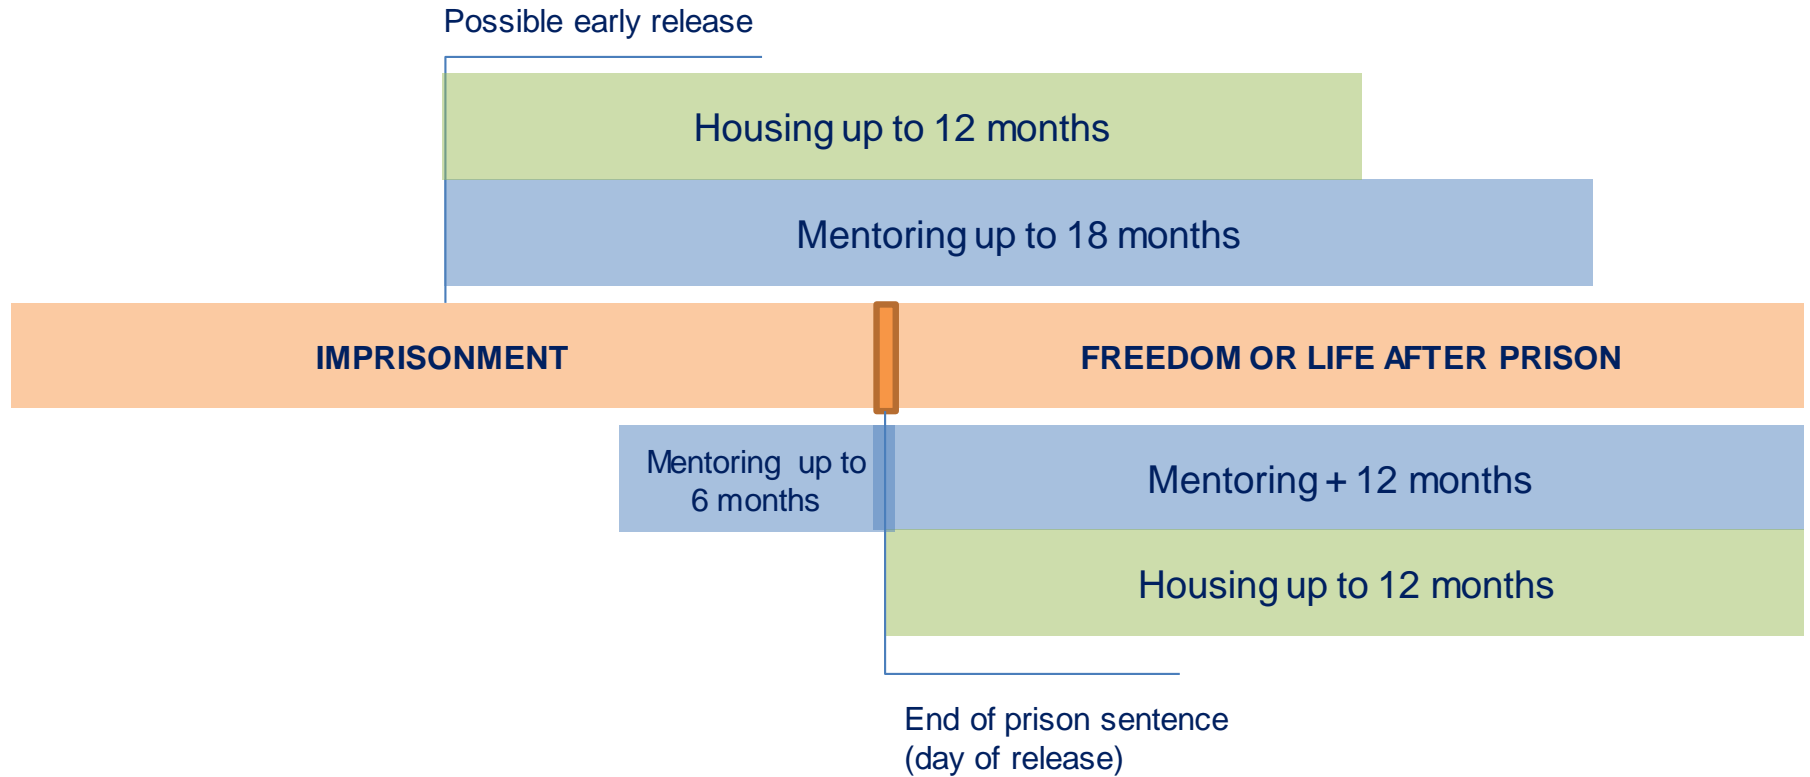 Possible early release
Housing up to 12 months
Mentoring up to 18 months
IMPRISONMENT
FREEDOM OR LIFE AFTER PRISON
Mentoring up to
6 months
Mentoring + 12 months
Housing up to 12 months
End of prison sentence
(day of release)